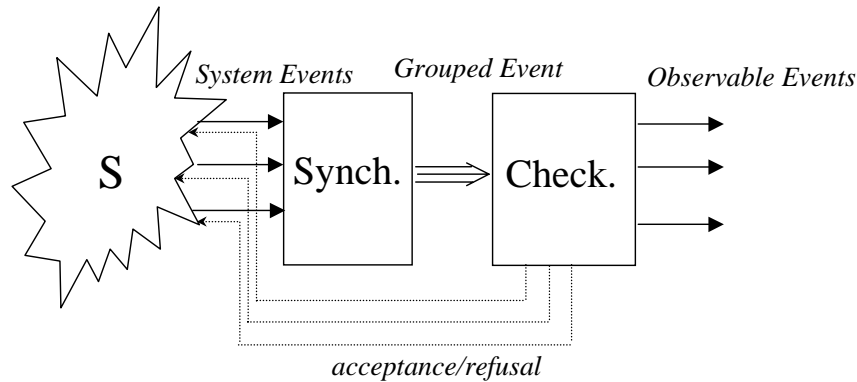 System Events
Grouped Event
Observable Events
S
Synch.
Check.
acceptance/refusal